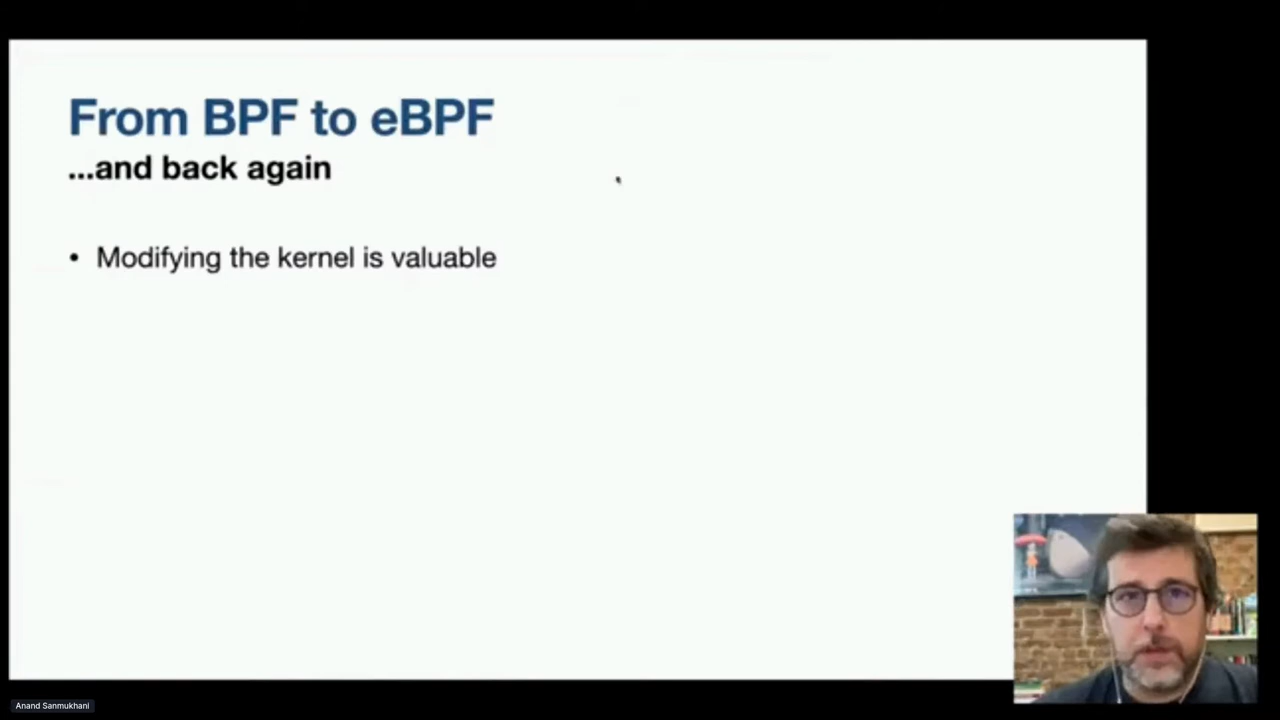 From BPF to eBPF
...and back again
• Modifying the kernel is valuable
Anand Sanmukhani